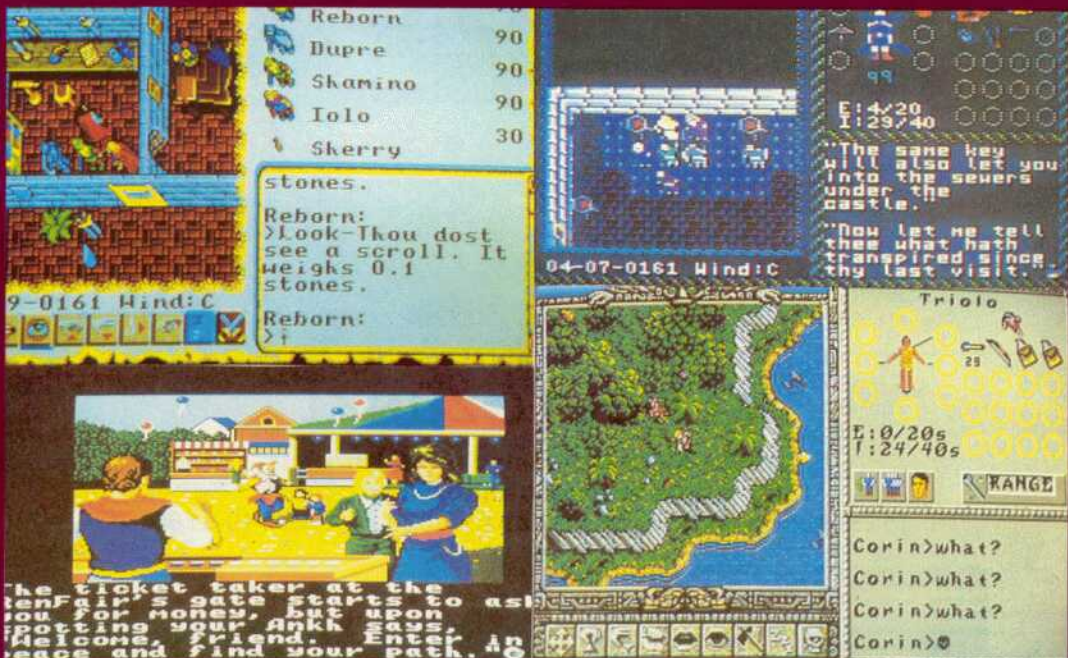 Reborn
Dupre 90
Shamino 90
Iolo 90
Sherry 30
stones.
Reborn:
>Look-Thou dost
see a scroll. It
weighs 0.1
stones.
Reborn:
>
9-0161 Wind:C
04-07-0161 Wind:C
99
E:4/20
I:29/40
"The same key
will also let you
into the sewers
under the
castle."
"Now let me tell
thee what hath
transpired since
thy last visit."
The ticket taker at the
RenFair's gate starts to ask
you for money, but upon
spotting your Ankh says,
"Welcome, friend. Enter in
peace and find your path."
Triolo
29
E:0/20s
I:24/40s
RANGE
Corin>what?
Corin>what?
Corin>what?
Corin>